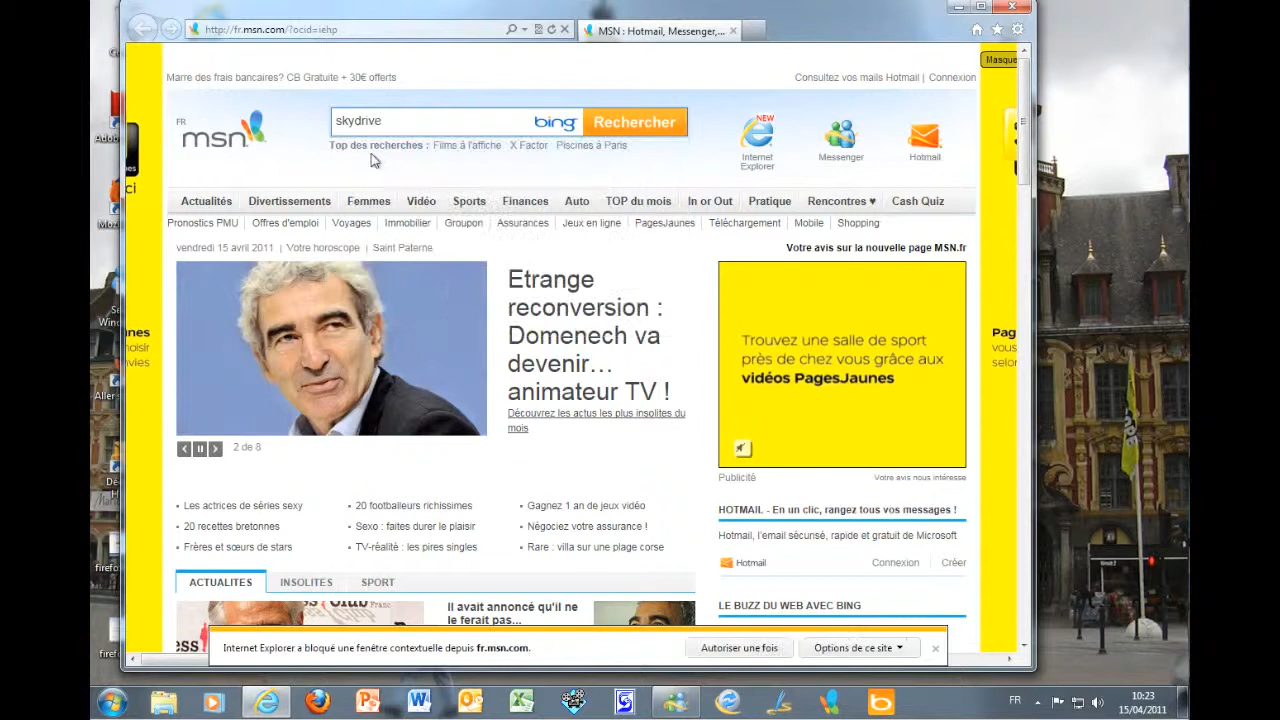 http://fr.msn.com/?ocid=iehp
MSN : Hotmail, Messenger,...
Marre des frais bancaires? CB Gratuite + 30€ offerts
Consultez vos mails Hotmail | Connexion
Masque
FR
msn
skydrive
bing
Rechercher
Top des recherches : Films à l'affiche X Factor Piscines à Paris
NEW
Internet
Explorer
Messenger
Hotmail
Actualités Divertissements Femmes Vidéo Sports Finances Auto TOP du mois In or Out Pratique Rencontres ♥ Cash Quiz
Pronostics PMU Offres d'emploi Voyages Immobilier Groupon Assurances Jeux en ligne PagesJaunes Téléchargement Mobile Shopping
vendredi 15 avril 2011 | Votre horoscope | Saint Paterne
Votre avis sur la nouvelle page MSN.fr
Etrange
reconversion :
Domenech va
devenir…
animateur TV !
Découvrez les actus les plus insolites du
mois
2 de 8
Trouvez une salle de sport
près de chez vous grâce aux
vidéos PagesJaunes
Publicité
Votre avis nous intéresse
Les actrices de séries sexy
20 footballeurs richissimes
Gagnez 1 an de jeux vidéo
20 recettes bretonnes
Sexo : faites durer le plaisir
Négociez votre assurance !
Frères et sœurs de stars
TV-réalité : les pires singles
Rare : villa sur une plage corse
HOTMAIL - En un clic, rangez tous vos messages !
Hotmail, l'email sécurisé, rapide et gratuit de Microsoft
Hotmail
Connexion
Créer
ACTUALITES INSOLITES SPORT
Il avait annoncé qu'il ne
le ferait pas...
LE BUZZ DU WEB AVEC BING
Internet Explorer a bloqué une fenêtre contextuelle depuis fr.msn.com.
Autoriser une fois
Options de ce site
FR
10:23
15/04/2011